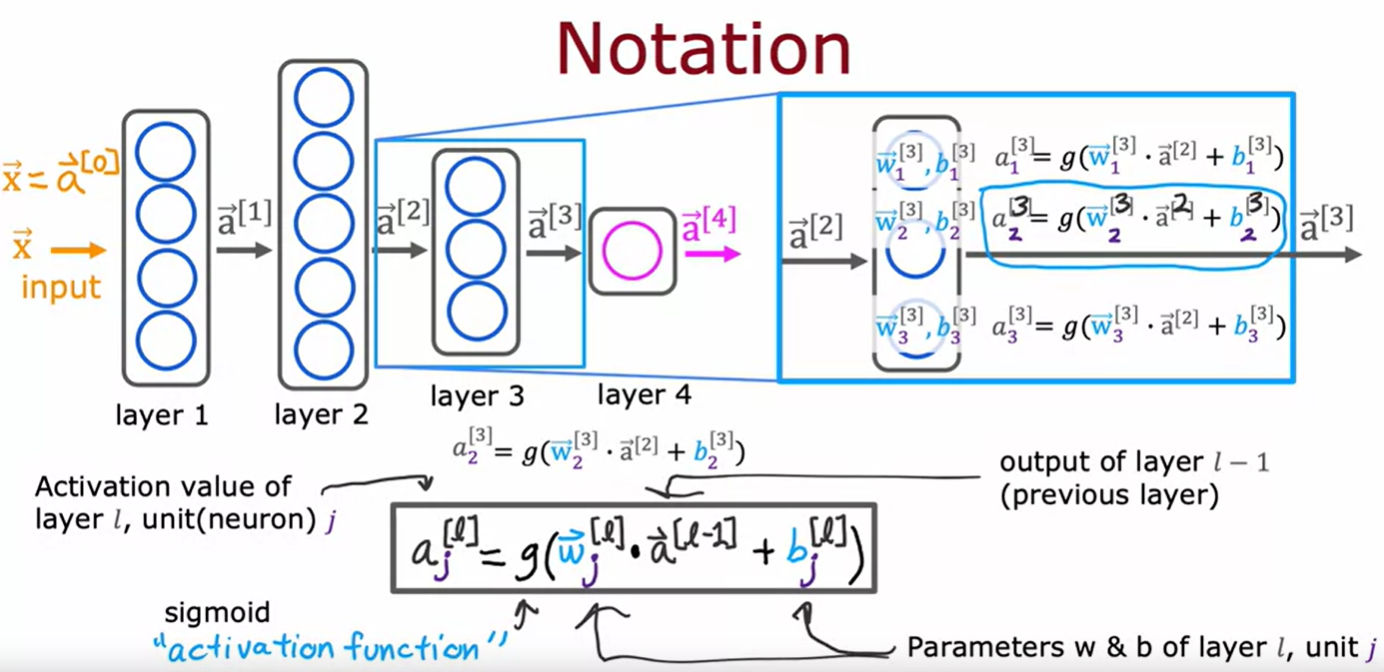 Notation
x⃗ = a⃗^[0]
x⃗
input
a⃗^[1]
a⃗^[2]
a⃗^[3]
a⃗^[4]
layer 1
layer 2
layer 3
layer 4
a⃗^[2]
w⃗_1^[3], b_1^[3]
a_1^[3] = g(w⃗_1^[3] · a⃗^[2] + b_1^[3])
w⃗_2^[3], b_2^[3]
a_2^[3] = g(w⃗_2^[3] · a⃗^[2] + b_2^[3])
w⃗_3^[3], b_3^[3]
a_3^[3] = g(w⃗_3^[3] · a⃗^[2] + b_3^[3])
a⃗^[3]
a_2^[3] = g(w⃗_2^[3] · a⃗^[2] + b_2^[3])
Activation value of
layer l, unit(neuron) j
output of layer l − 1
(previous layer)
a_j^[l] = g(w⃗_j^[l] · a⃗^[l-1] + b_j^[l])
sigmoid
"activation function"
Parameters w & b of layer l, unit j